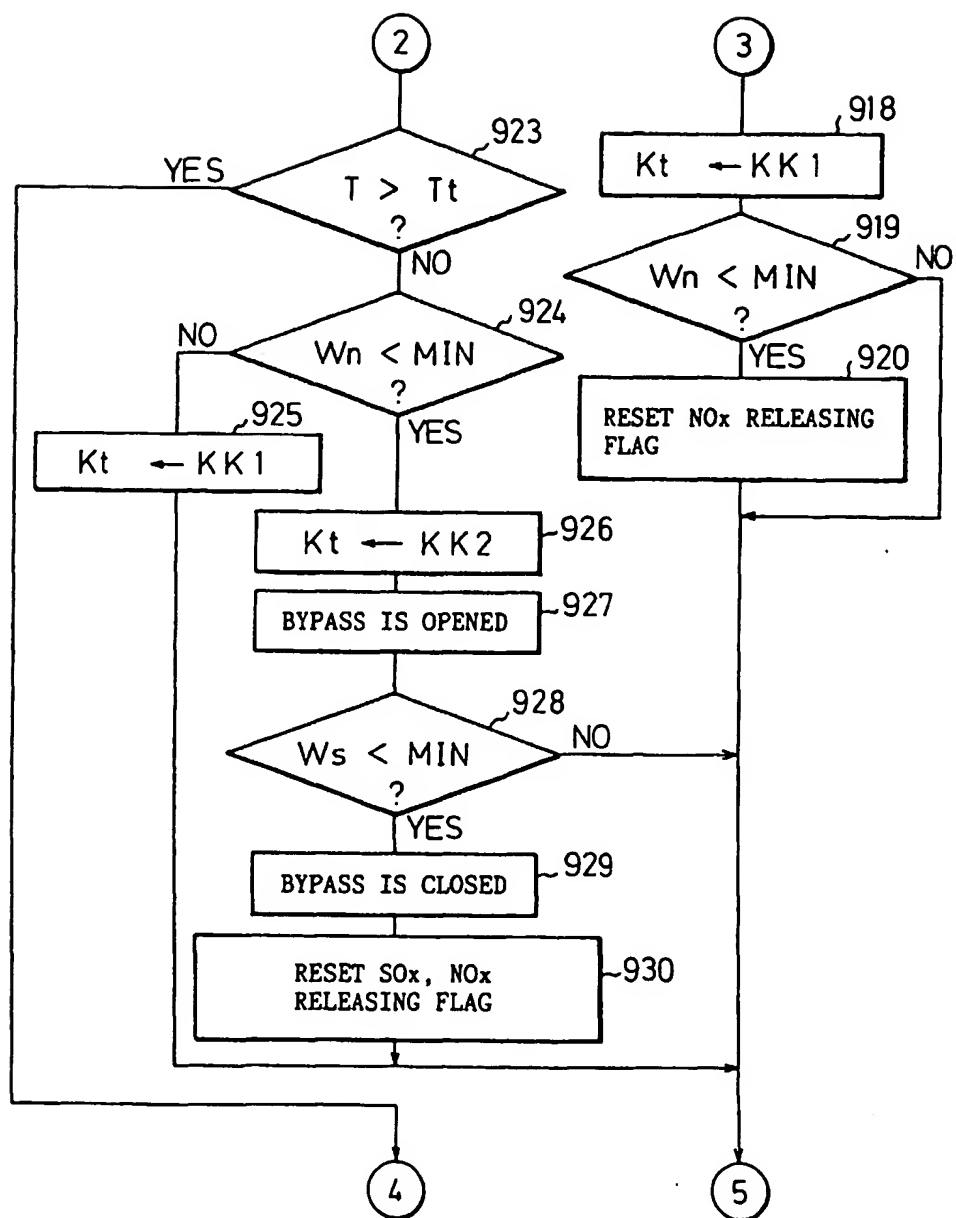 2
3
923
T > Tt
?
YES
NO
918
Kt ← KK1
919
Wn < MIN
?
NO
YES
924
Wn < MIN
?
NO
YES
920
RESET NOx RELEASING
FLAG
925
Kt ← KK1
926
Kt ← KK2
927
BYPASS IS OPENED
928
Ws < MIN
?
NO
YES
929
BYPASS IS CLOSED
930
RESET SOx, NOx
RELEASING FLAG
4
5